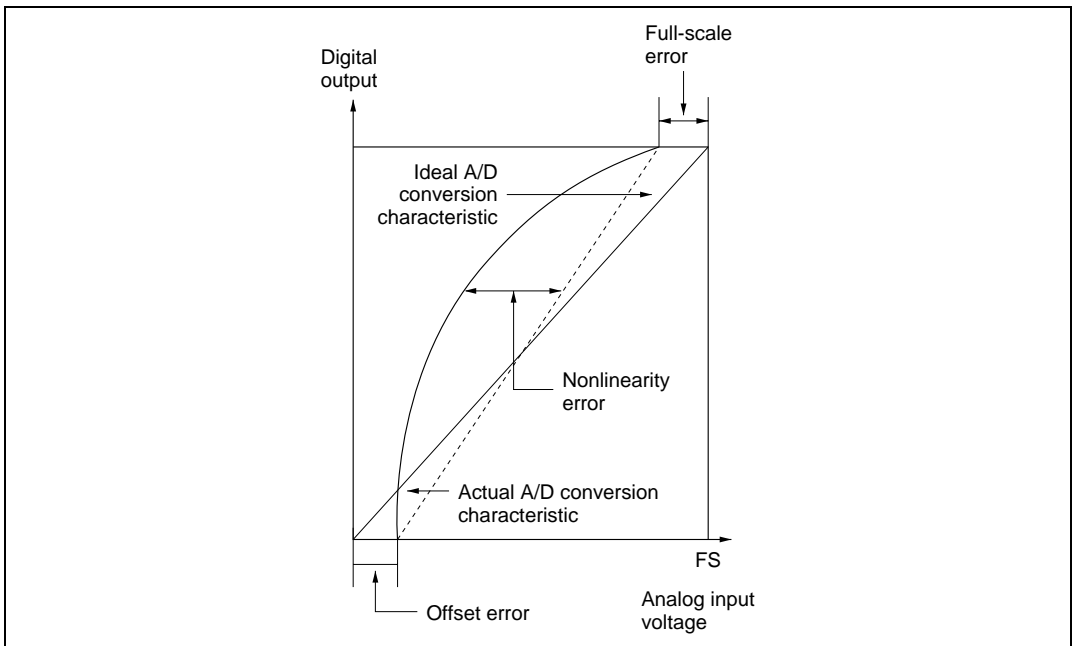 Full-scale
error
Digital
output
Ideal A/D
conversion
characteristic
Nonlinearity
error
Actual A/D conversion
characteristic
FS
Offset error
Analog input
voltage